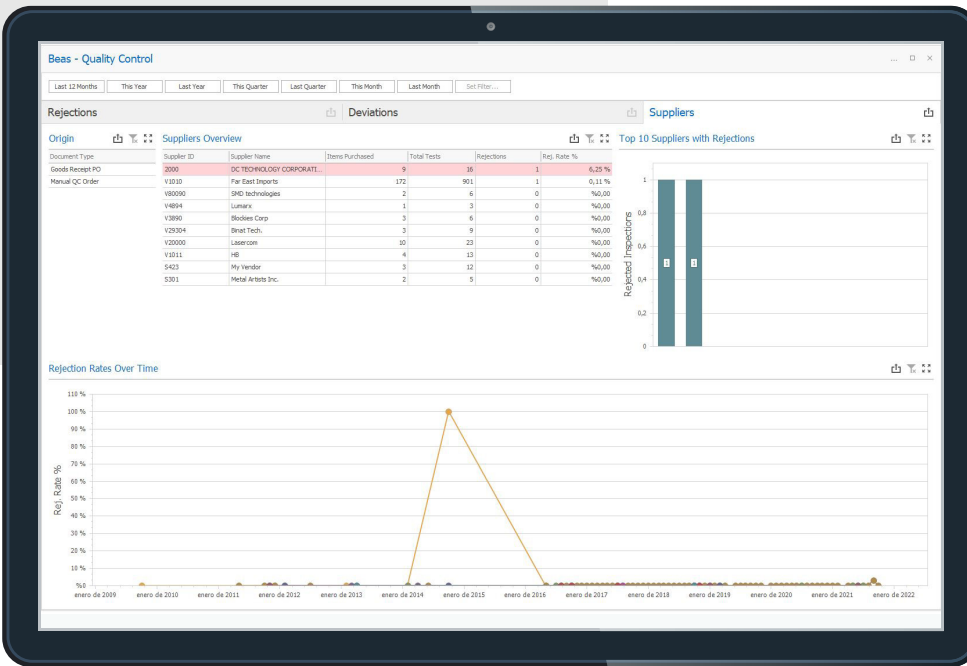 Beas - Quality Control
...
Last 12 Months This Year Last Year This Quarter Last Quarter This Month Last Month Set Filter...
Rejections Deviations Suppliers
Origin Suppliers Overview Top 10 Suppliers with Rejections
Document Type
Goods Receipt PO
Manual QC Order
Supplier ID Supplier Name Items Purchased Total Tests Rejections Rej. Rate %
2000 DC TECHNOLOGY CORPORATI... 9 16 1 6,25 %
V1010 Far East Imports 172 901 1 0,11 %
V80090 SMD technologies 2 6 0 %0,00
V4894 Lumarx 1 3 0 %0,00
V3890 Blockies Corp 3 6 0 %0,00
V29304 Binat Tech. 3 9 0 %0,00
V20000 Lasercom 10 23 0 %0,00
V1011 HB 4 13 0 %0,00
S423 My Vendor 3 12 0 %0,00
S301 Metal Artists Inc. 2 5 0 %0,00
Rejected Inspections
1
0,8
0,6
0,4
0,2
0
1 1
Rejection Rates Over Time
Rej. Rate %
110 %
100 %
90 %
80 %
70 %
60 %
50 %
40 %
30 %
20 %
10 %
%0
enero de 2009 enero de 2010 enero de 2011 enero de 2012 enero de 2013 enero de 2014 enero de 2015 enero de 2016 enero de 2017 enero de 2018 enero de 2019 enero de 2020 enero de 2021 enero de 2022